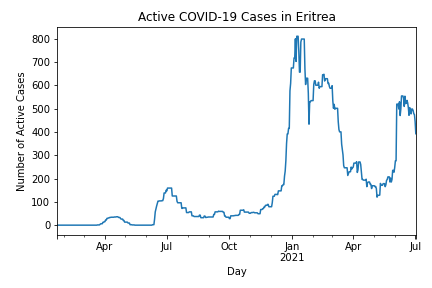 Active COVID-19 Cases in Eritrea
Number of Active Cases
800
700
600
500
400
300
200
100
0
Apr Jul Oct Jan Apr Jul
2021
Day